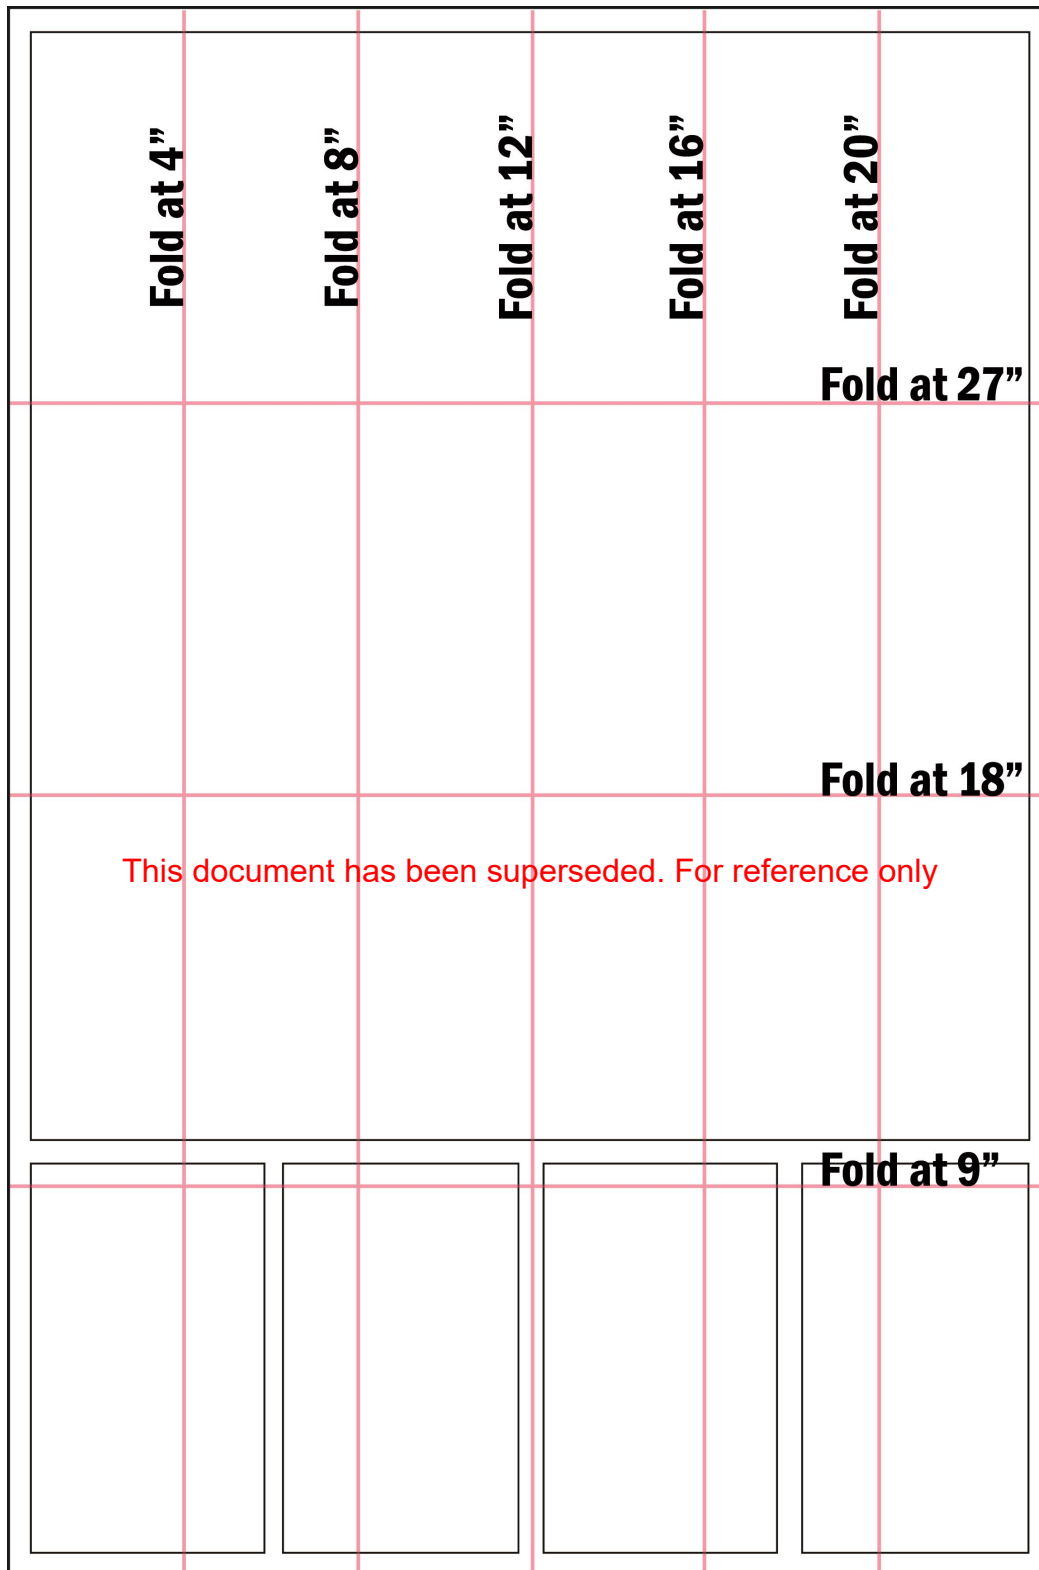 Fold at 4”
Fold at 8”
Fold at 12”
Fold at 16”
Fold at 20”
Fold at 27”
Fold at 18”
This document has been superseded. For reference only
Fold at 9”